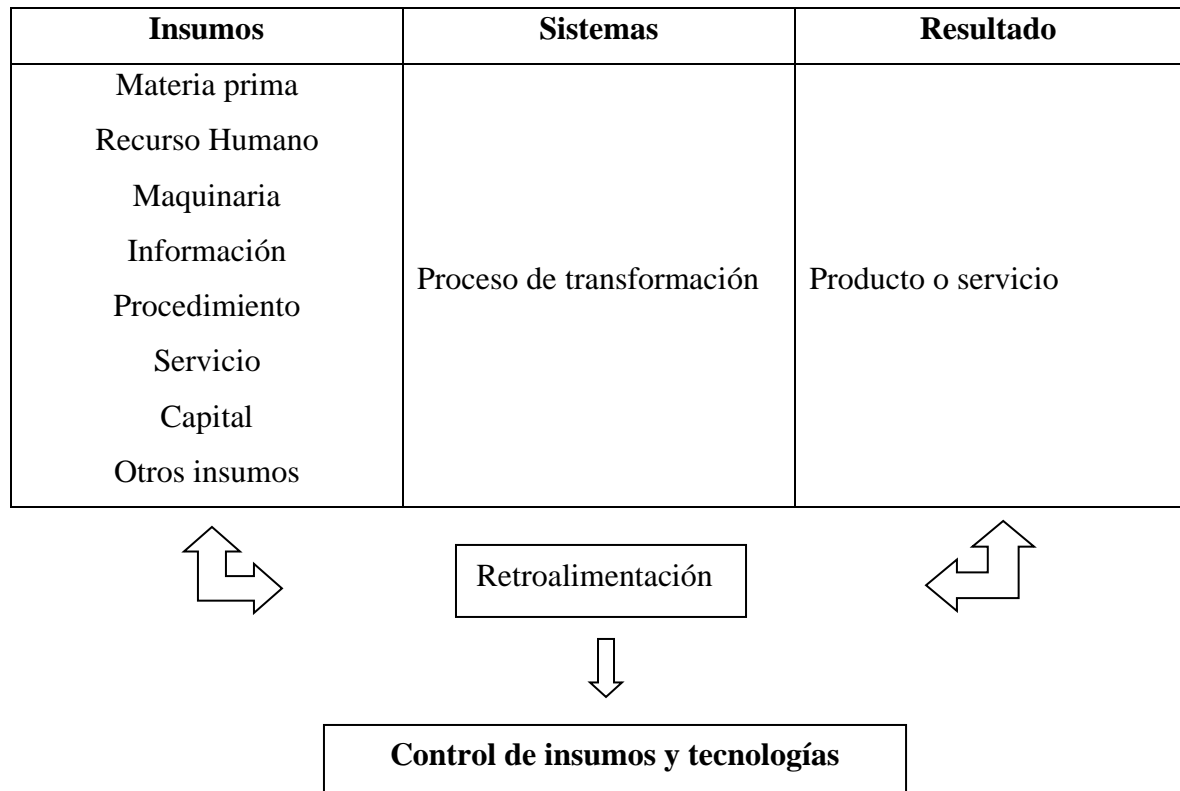 Insumos
Sistemas
Resultado
Materia prima
Recurso Humano
Maquinaria
Información
Procedimiento
Servicio
Capital
Otros insumos
Proceso de transformación
Producto o servicio
Retroalimentación
Control de insumos y tecnologías